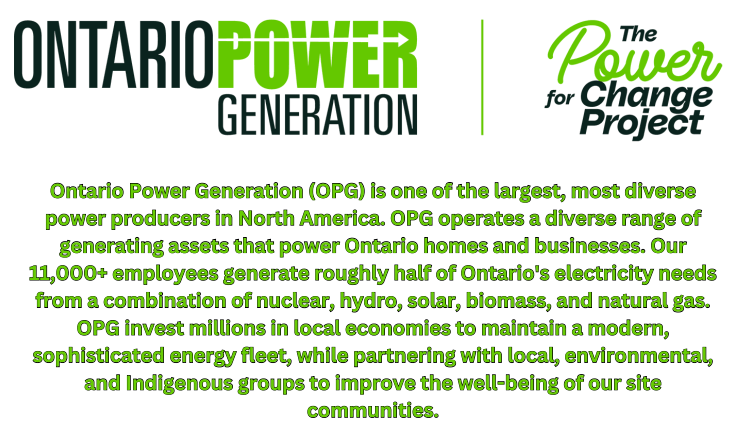 ONTARIOPOWER
GENERATION
The
Power
for Change
Project
Ontario Power Generation (OPG) is one of the largest, most diverse
power producers in North America. OPG operates a diverse range of
generating assets that power Ontario homes and businesses. Our
11,000+ employees generate roughly half of Ontario's electricity needs
from a combination of nuclear, hydro, solar, biomass, and natural gas.
OPG invest millions in local economies to maintain a modern,
sophisticated energy fleet, while partnering with local, environmental,
and Indigenous groups to improve the well-being of our site
communities.